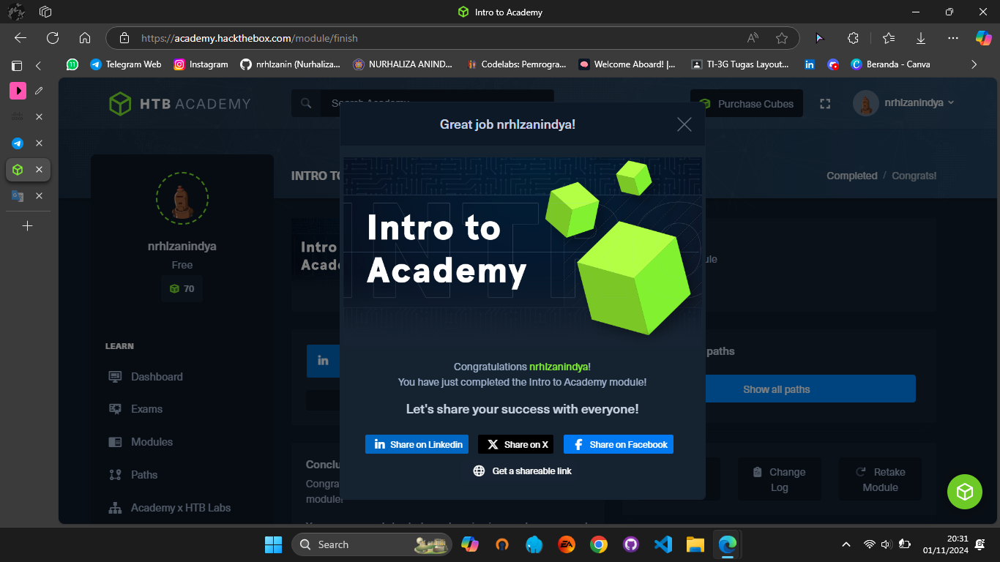 Intro to Academy
https://academy.hackthebox.com/module/finish
11
Telegram Web
Instagram
nrhlzanin (Nurhaliza...
NURHALIZA ANIND...
Codelabs: Pemrogra...
Welcome Aboard! |...
TI-3G Tugas Layout...
Beranda - Canva
HTB ACADEMY
Search Academy
Purchase Cubes
nrhlzanindya
Great job nrhlzanindya!
INTRO TO
Completed / Congrats!
nrhlzanindya
Free
70
Intro
Intro to
Academy
LEARN
Dashboard
Exams
Modules
Paths
Academy x HTB Labs
Congratulations nrhlzanindya!
You have just completed the Intro to Academy module!
Let's share your success with everyone!
in Share on Linkedin
X Share on X
f Share on Facebook
Get a shareable link
paths
Show all paths
module!
Change
Log
Retake
Module
Search
20:31
01/11/2024